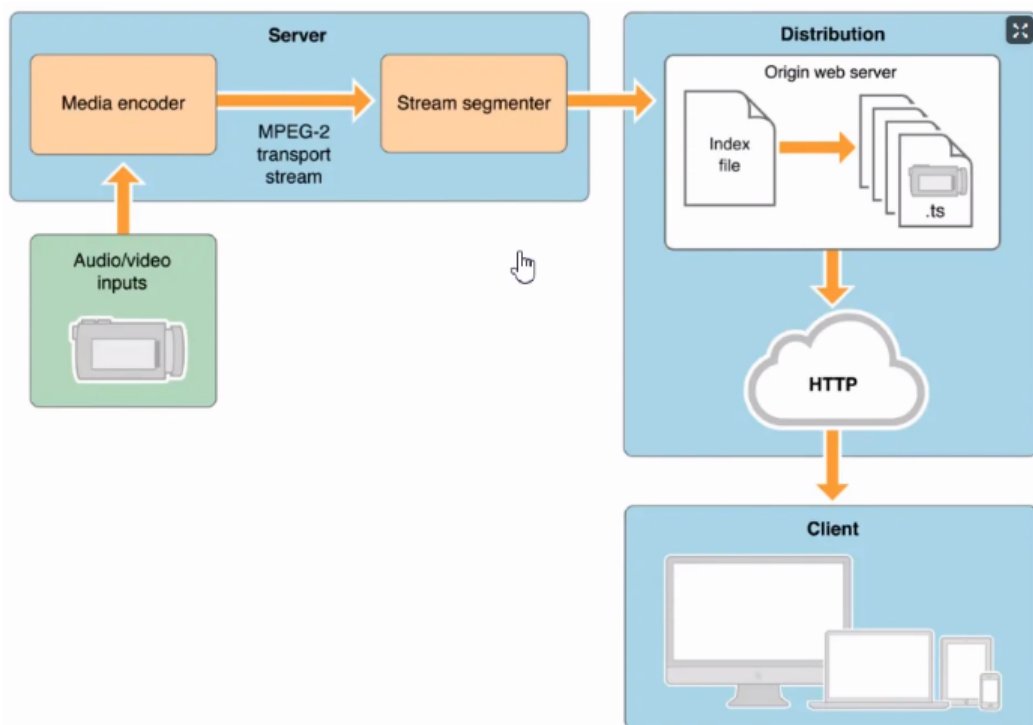 Server
Media encoder
MPEG-2
transport
stream
Stream segmenter
Audio/video
inputs
Distribution
Origin web server
Index
file
.ts
HTTP
Client